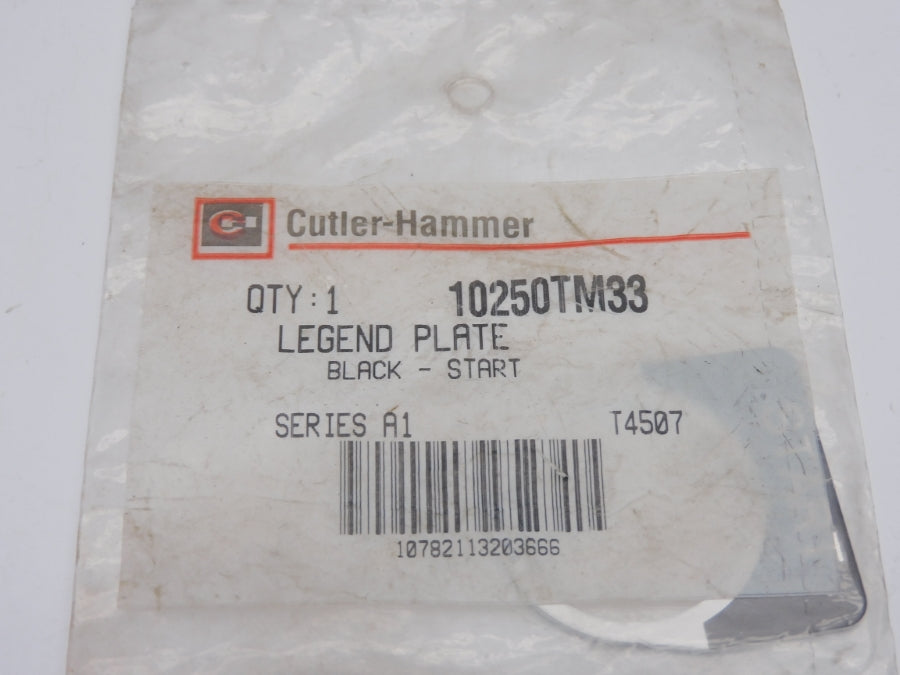 Cutler-Hammer
QTY:1 10250TM33
LEGEND PLATE
BLACK - START
SERIES A1 T4507
10782113203666